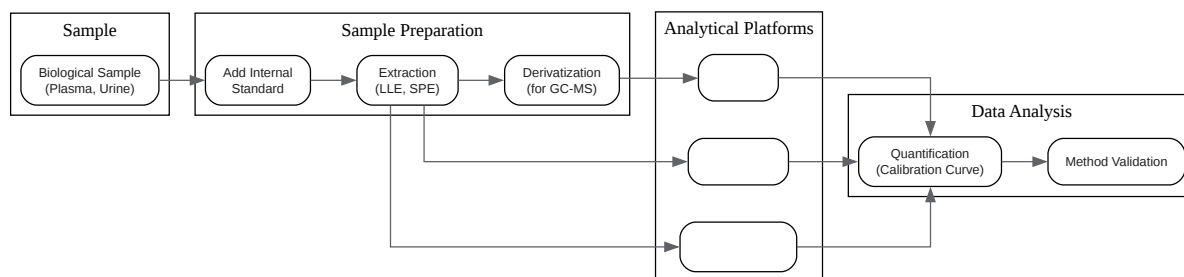 Sample
Biological Sample
(Plasma, Urine)
Sample Preparation
Add Internal
Standard
Extraction
(LLE, SPE)
Derivatization
(for GC-MS)
Analytical Platforms
Data Analysis
Quantification
(Calibration Curve)
Method Validation